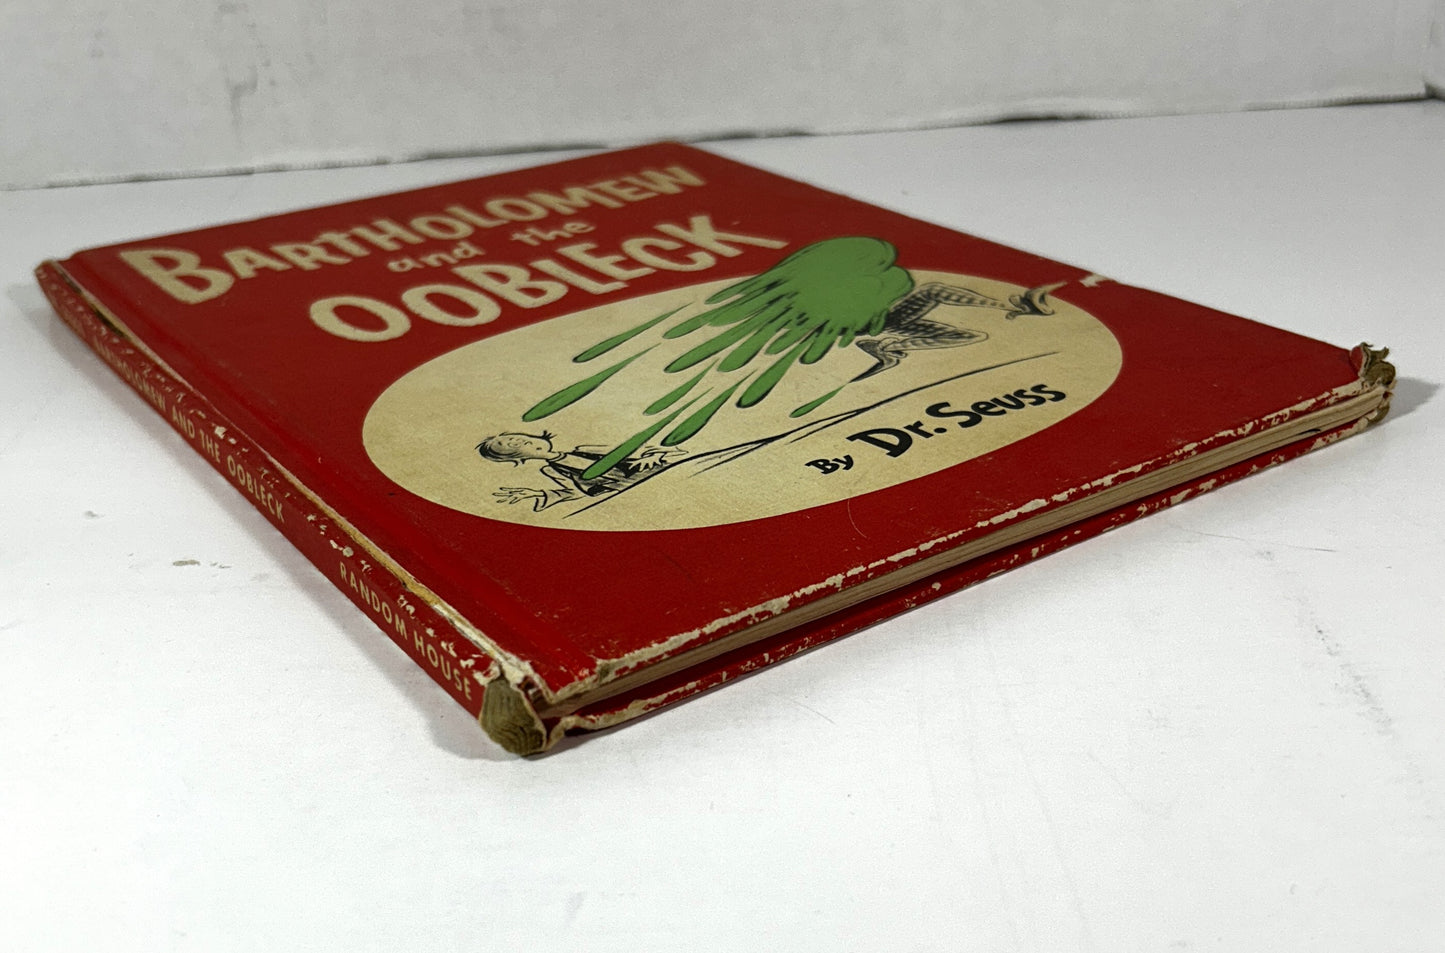 BARTHOLOMEW
and the
OOBLECK
By Dr. Seuss
BARTHOLOMEW AND THE OOBLECK
RANDOM HOUSE